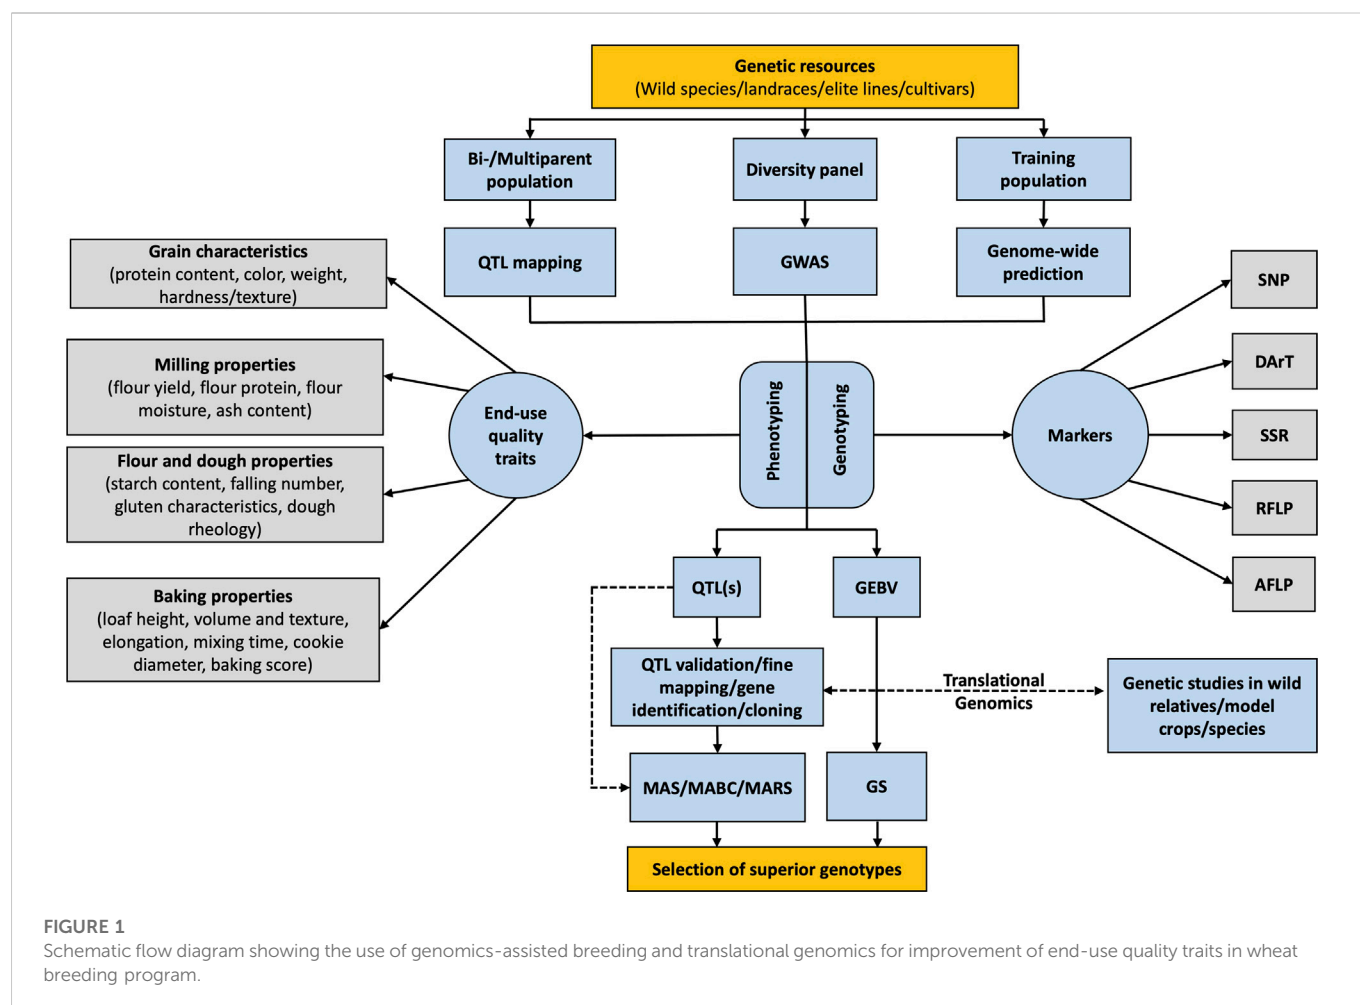 Genetic resources
(Wild species/landraces/elite lines/cultivars)
Bi-/Multiparent
population
Diversity panel
Training
population
QTL mapping
GWAS
Genome-wide
prediction
Grain characteristics
(protein content, color, weight,
hardness/texture)
Milling properties
(flour yield, flour protein, flour
moisture, ash content)
Flour and dough properties
(starch content, falling number,
gluten characteristics, dough
rheology)
Baking properties
(loaf height, volume and texture,
elongation, mixing time, cookie
diameter, baking score)
End-use
quality
traits
Phenotyping
Genotyping
Markers
SNP
DArT
SSR
RFLP
AFLP
QTL(s)
GEBV
QTL validation/fine
mapping/gene
identification/cloning
Translational
Genomics
Genetic studies in wild
relatives/model
crops/species
MAS/MABC/MARS
GS
Selection of superior genotypes
FIGURE 1
Schematic flow diagram showing the use of genomics-assisted breeding and translational genomics for improvement of end-use quality traits in wheat
breeding program.